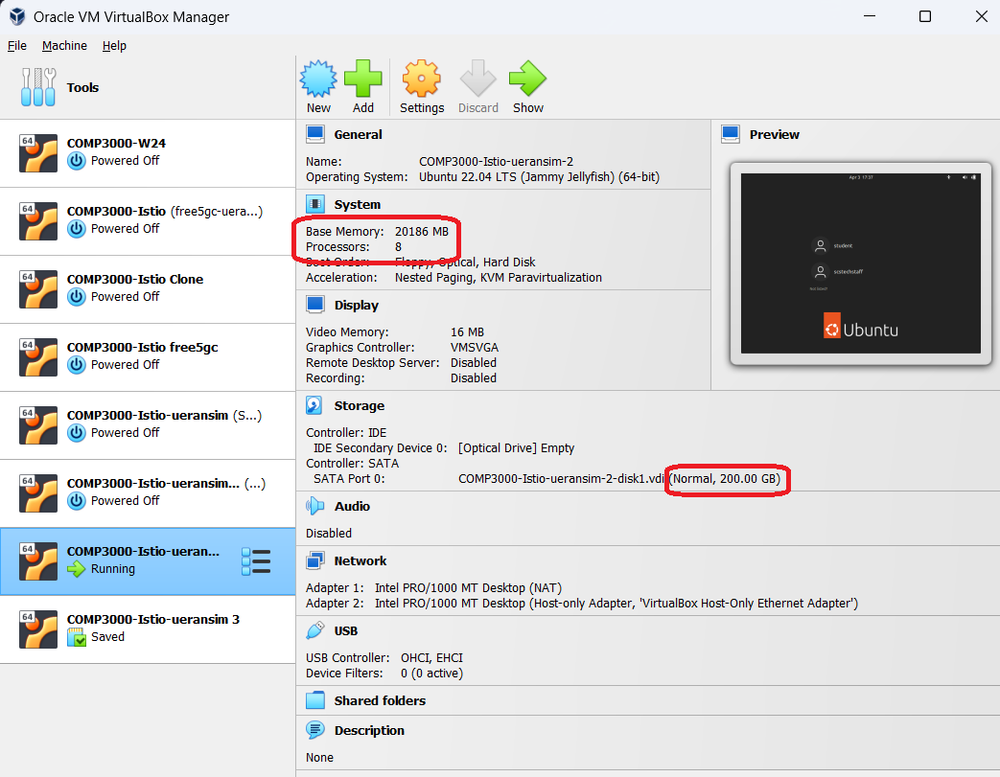 Oracle VM VirtualBox Manager
File Machine Help
Tools
New Add Settings Discard Show
64
COMP3000-W24
Powered Off
64
COMP3000-Istio (free5gc-uera...)
Powered Off
64
COMP3000-Istio Clone
Powered Off
64
COMP3000-Istio free5gc
Powered Off
64
COMP3000-Istio-ueransim (S...)
Powered Off
64
COMP3000-Istio-ueransim... (...)
Powered Off
64
COMP3000-Istio-ueran...
Running
64
COMP3000-Istio-ueransim 3
Saved
General
Name: COMP3000-Istio-ueransim-2
Operating System: Ubuntu 22.04 LTS (Jammy Jellyfish) (64-bit)
System
Base Memory: 20186 MB
Processors: 8
Boot Order: Floppy, Optical, Hard Disk
Acceleration: Nested Paging, KVM Paravirtualization
Display
Video Memory: 16 MB
Graphics Controller: VMSVGA
Remote Desktop Server: Disabled
Recording: Disabled
Preview
Apr 3 17:37
student
scstechstaff
Not listed?
Ubuntu
Storage
Controller: IDE
IDE Secondary Device 0: [Optical Drive] Empty
Controller: SATA
SATA Port 0: COMP3000-Istio-ueransim-2-disk1.vdi (Normal, 200.00 GB)
Audio
Disabled
Network
Adapter 1: Intel PRO/1000 MT Desktop (NAT)
Adapter 2: Intel PRO/1000 MT Desktop (Host-only Adapter, 'VirtualBox Host-Only Ethernet Adapter')
USB
USB Controller: OHCI, EHCI
Device Filters: 0 (0 active)
Shared folders
Description
None